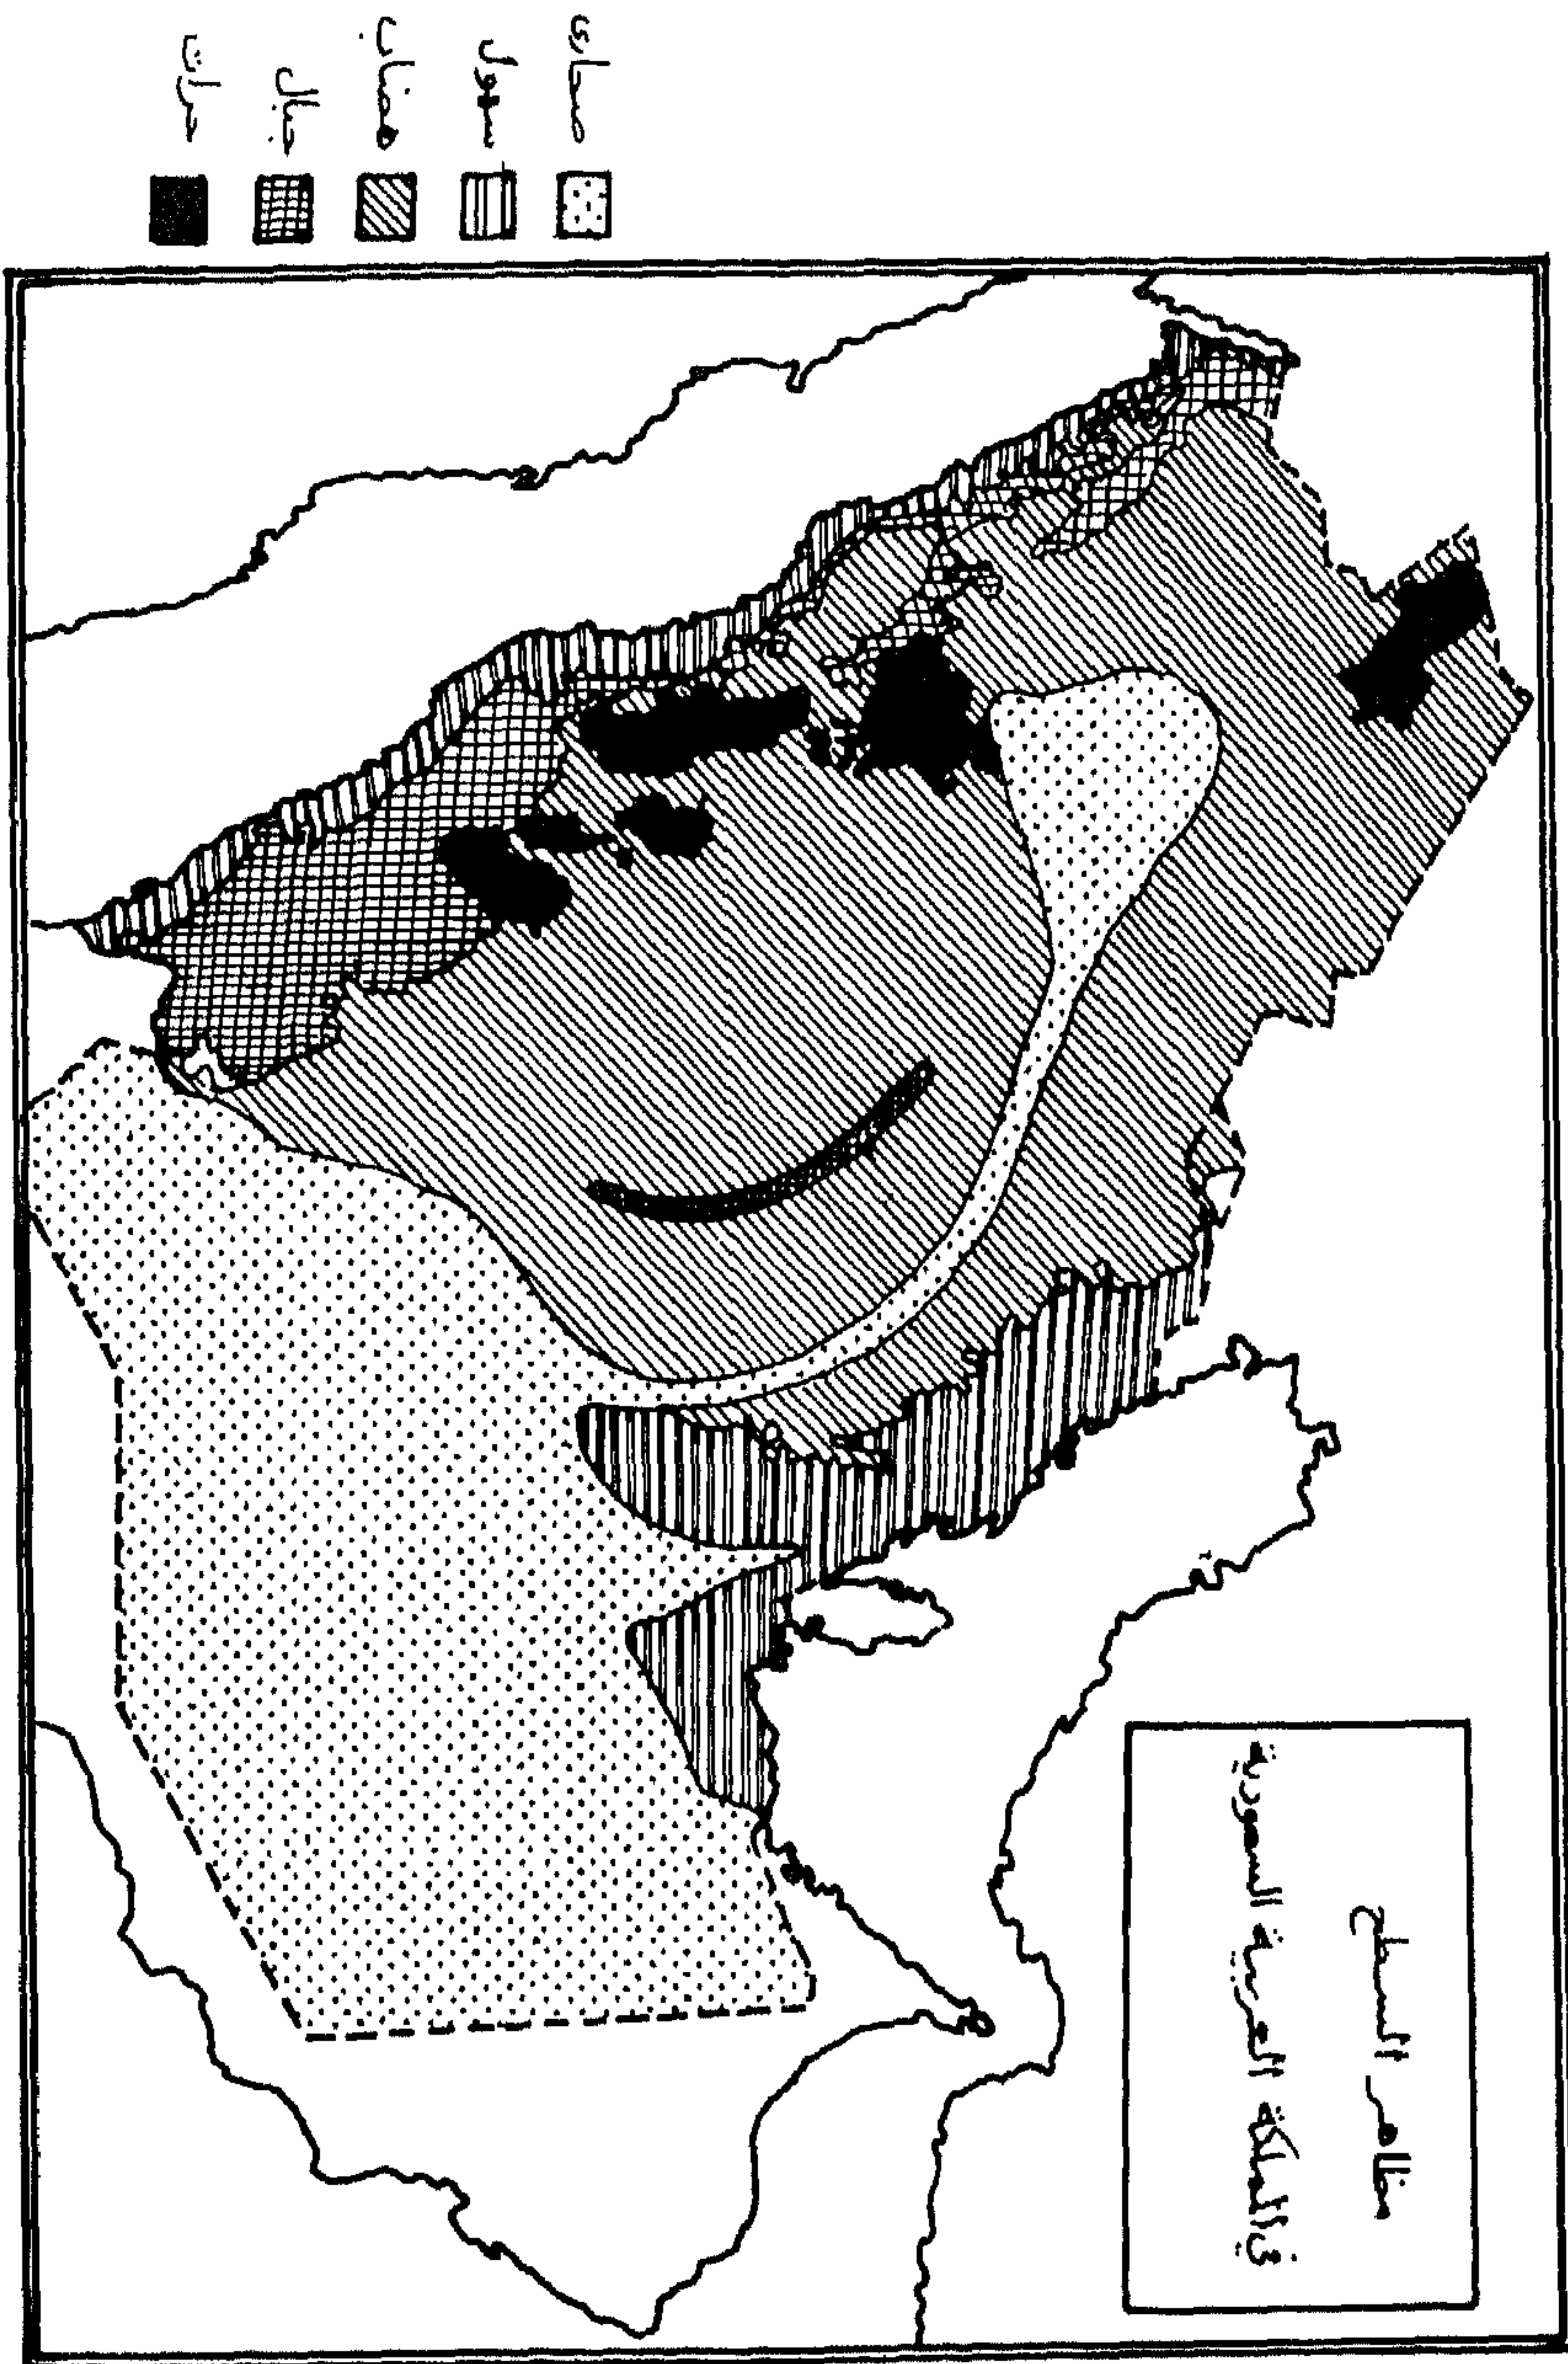 مظاهر السطح
في المملكة العربية السعودية
صحارى
سهول
هضاب
جبال
حرات